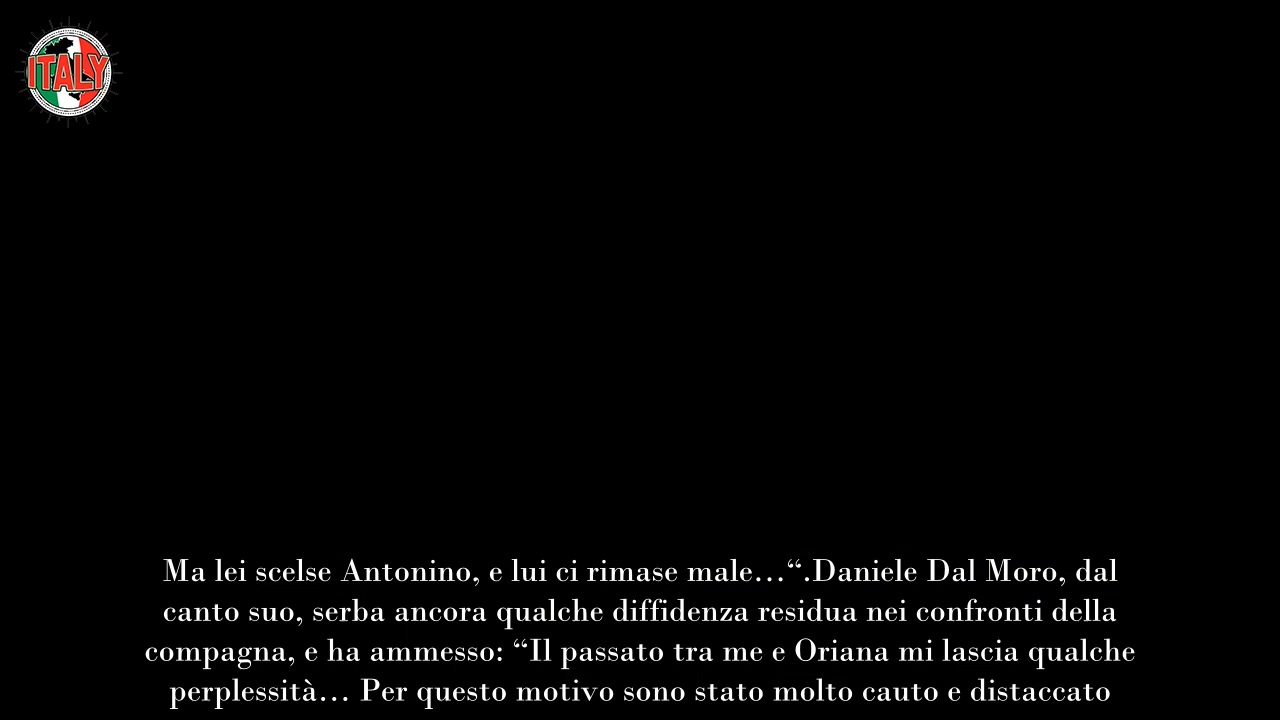 ITALY
Ma lei scelse Antonino, e lui ci rimase male…“.Daniele Dal Moro, dal
canto suo, serba ancora qualche diffidenza residua nei confronti della
compagna, e ha ammesso: “Il passato tra me e Oriana mi lascia qualche
perplessità… Per questo motivo sono stato molto cauto e distaccato